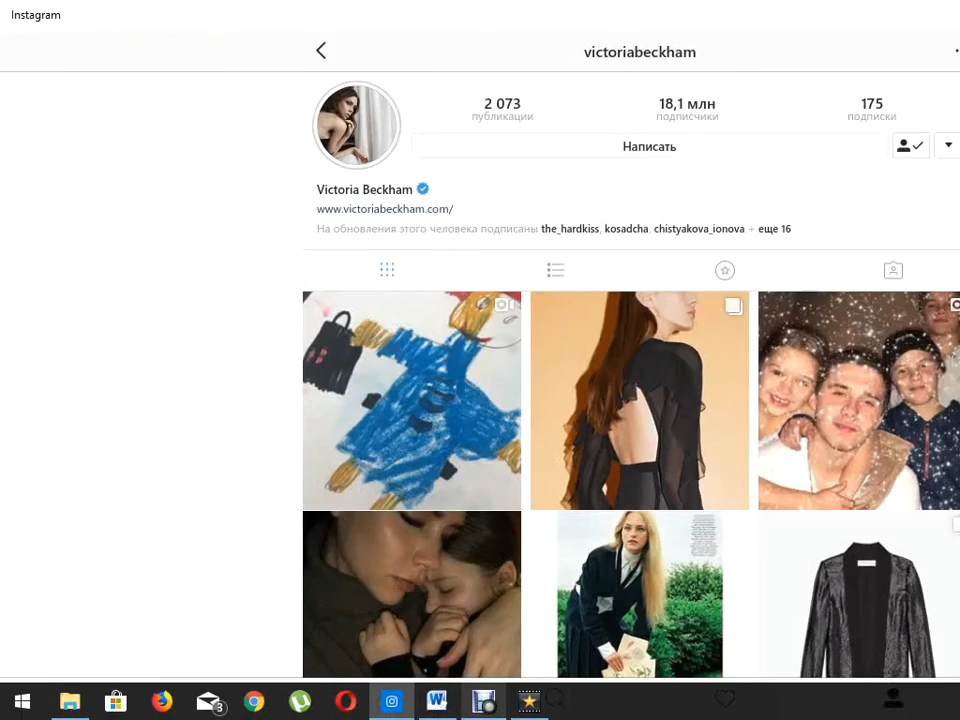 Instagram
victoriabeckham
2 073 18,1 млн 175
публикации подписчики подписки
Написать
Victoria Beckham
www.victoriabeckham.com/
На обновления этого человека подписаны the_hardkiss, kosadcha, chistyakova_ionova + еще 16
3
W